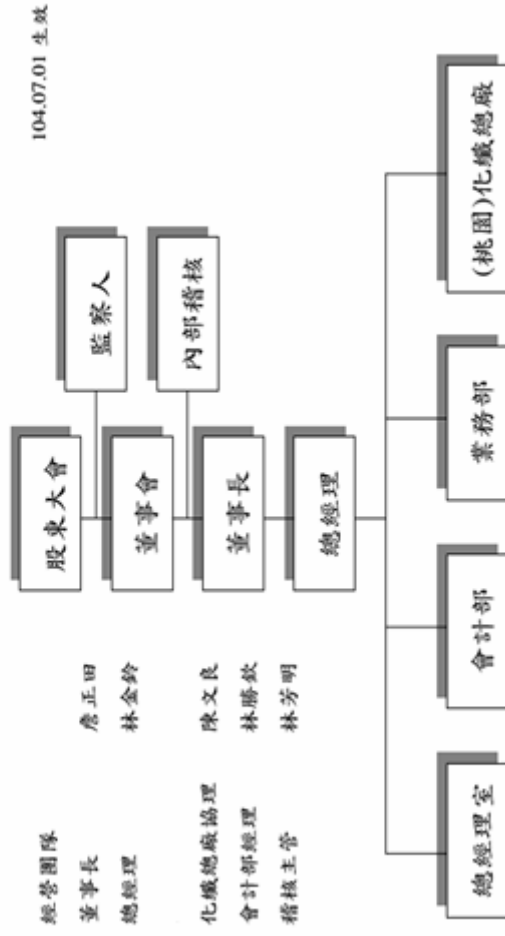 104.07.01 生效
經營團隊
董事長 詹正田
總經理 林金鈴
化纖總廠協理 陳文良
會計部經理 林勝欽
稽核主管 林芳明
股東大會
監察人
董事會
內部稽核
董事長
總經理
總經理室
會計部
業務部
(桃園)化纖總廠